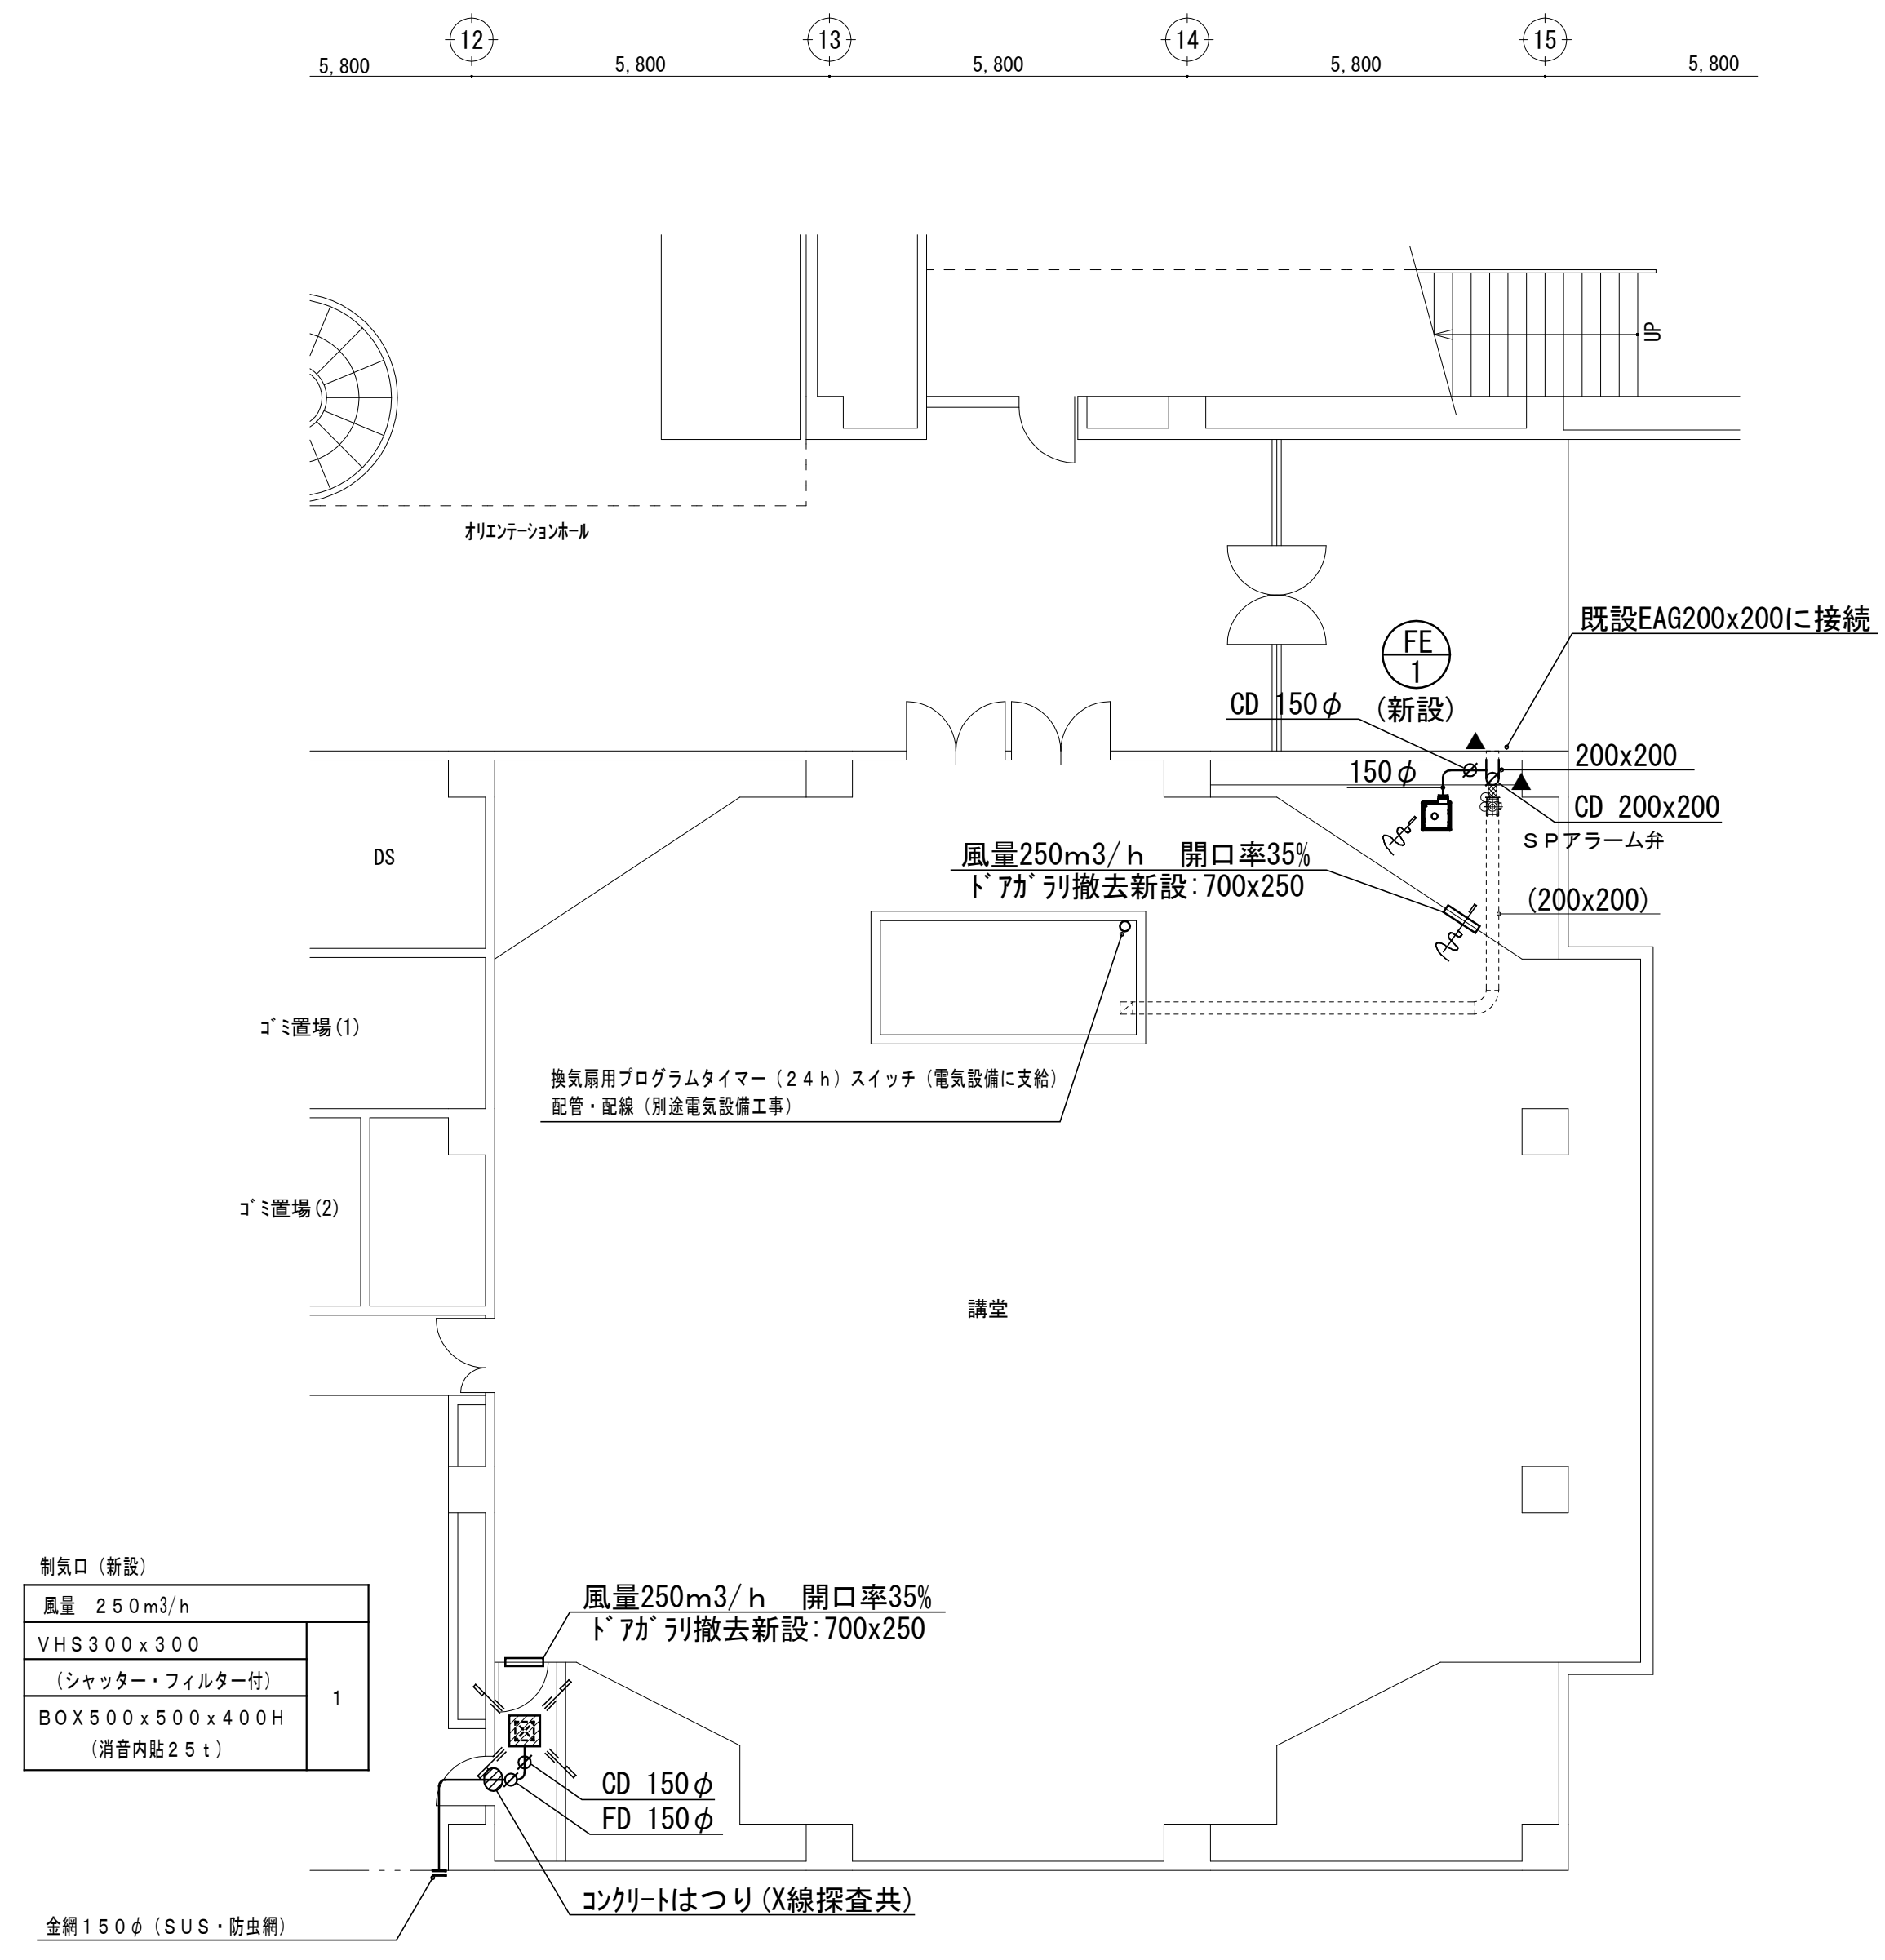 12
13
14
15
5,800
5,800
5,800
5,800
5,800
UP
オリエンテーションホール
既設EAG200x200に接続
FE
1
(新設)
CD 150φ
200x200
150φ
CD 200x200
SPアラーム弁
風量250m3/h 開口率35%
ドアガラリ撤去新設:700x250
(200x200)
DS
ゴミ置場(1)
換気扇用プログラムタイマー(24h)スイッチ(電気設備に支給)
配管・配線(別途電気設備工事)
ゴミ置場(2)
講堂
制気口(新設)
風量 250m3/h
VHS300x300
(シャッター・フィルター付)
1
BOX500x500x400H
(消音内貼25t)
風量250m3/h 開口率35%
ドアガラリ撤去新設:700x250
CD 150φ
FD 150φ
コンクリートはつり(X線探査共)
金網150φ(SUS・防虫網)